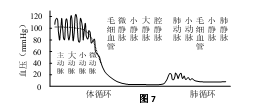 血压（mmHg）
120
100
80
60
40
20
0
主动脉
大动脉
小动脉
微动脉
毛细血管
微静脉
小静脉
大静脉
腔静脉
肺动脉
小动脉
毛细血管
小静脉
肺静脉
体循环
肺循环
图7